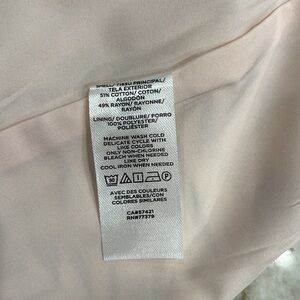 SHELL/ TISSU PRINCIPAL/
TELA EXTERIOR
51% COTTON/ COTON/
ALGODÓN
49% RAYON/ RAYONNE/
RAYÓN
LINING/ DOUBLURE/ FORRO
100% POLYESTER/
POLIÉSTER
MACHINE WASH COLD
DELICATE CYCLE WITH
LIKE COLORS
ONLY NON-CHLORINE
BLEACH WHEN NEEDED
LINE DRY
COOL IRON WHEN NEEDED
30 P
AVEC DES COULEURS
SEMBLABLES/CON
COLORES SIMILARES
CA#57421
RN#77379